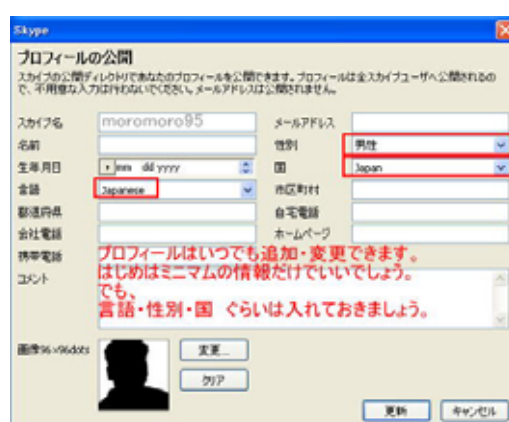 Skype
プロフィールの公開
スカイプの公開ディレクトリであなたのプロフィールを公開できます。プロフィールは全スカイプユーザへ公開されるの
で、不用意な入力は行わないでください。メールアドレスは公開されません。
スカイプ名 moromoro95 メールアドレス
名前 性別 男性
生年月日 mm dd yyyy 国 Japan
言語 Japanese 市区町村
都道府県 自宅電話
会社電話 ホームページ
携帯電話
プロフィールはいつでも追加・変更できます。
コメント
はじめはミニマムの情報だけでいいでしょう。
でも、
言語・性別・国 ぐらいは入れておきましょう。
画像96×96dots 変更...
クリア
更新 キャンセル